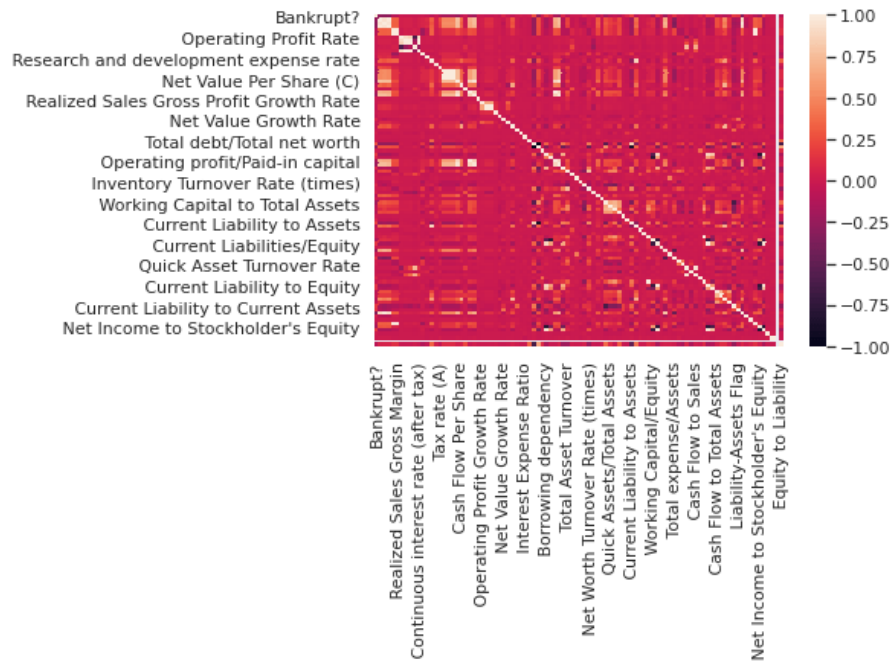 Bankrupt?
Operating Profit Rate
Research and development expense rate
Net Value Per Share (C)
Realized Sales Gross Profit Growth Rate
Net Value Growth Rate
Total debt/Total net worth
Operating profit/Paid-in capital
Inventory Turnover Rate (times)
Working Capital to Total Assets
Current Liability to Assets
Current Liabilities/Equity
Quick Asset Turnover Rate
Current Liability to Equity
Current Liability to Current Assets
Net Income to Stockholder's Equity
1.00
0.75
0.50
0.25
0.00
−0.25
−0.50
−0.75
−1.00
Bankrupt?
Realized Sales Gross Margin
Continuous interest rate (after tax)
Tax rate (A)
Cash Flow Per Share
Operating Profit Growth Rate
Net Value Growth Rate
Interest Expense Ratio
Borrowing dependency
Total Asset Turnover
Net Worth Turnover Rate (times)
Quick Assets/Total Assets
Current Liability to Assets
Working Capital/Equity
Total expense/Assets
Cash Flow to Sales
Cash Flow to Total Assets
Liability-Assets Flag
Net Income to Stockholder's Equity
Equity to Liability